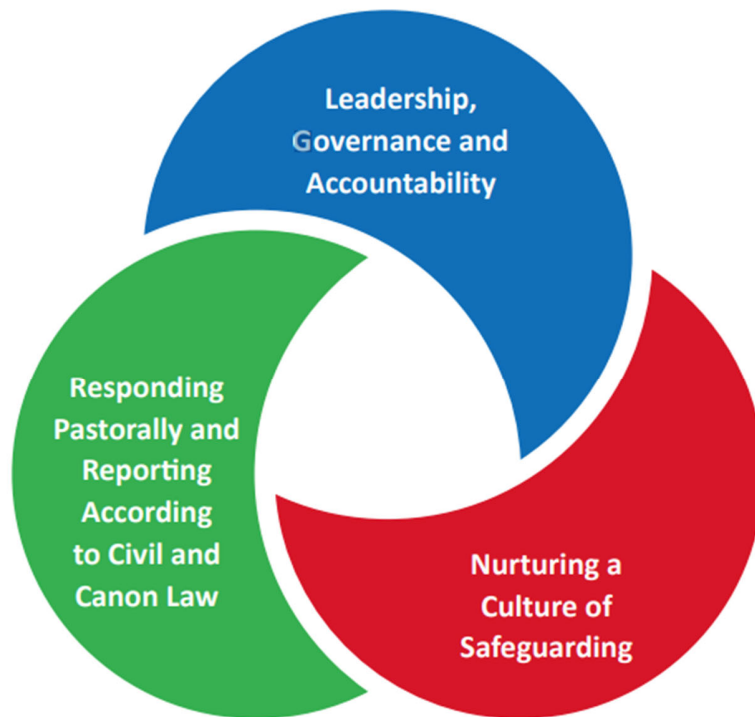 Leadership,
Governance and
Accountability
Responding
Pastorally and
Reporting
According
to Civil and
Canon Law
Nurturing a
Culture of
Safeguarding